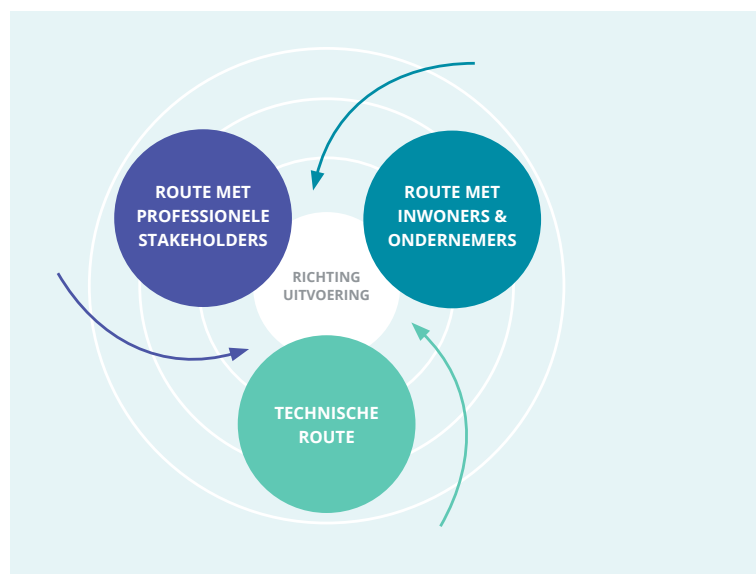 ROUTE MET
PROFESSIONELE
STAKEHOLDERS
ROUTE MET
INWONERS &
ONDERNEMERS
RICHTING
UITVOERING
TECHNISCHE
ROUTE